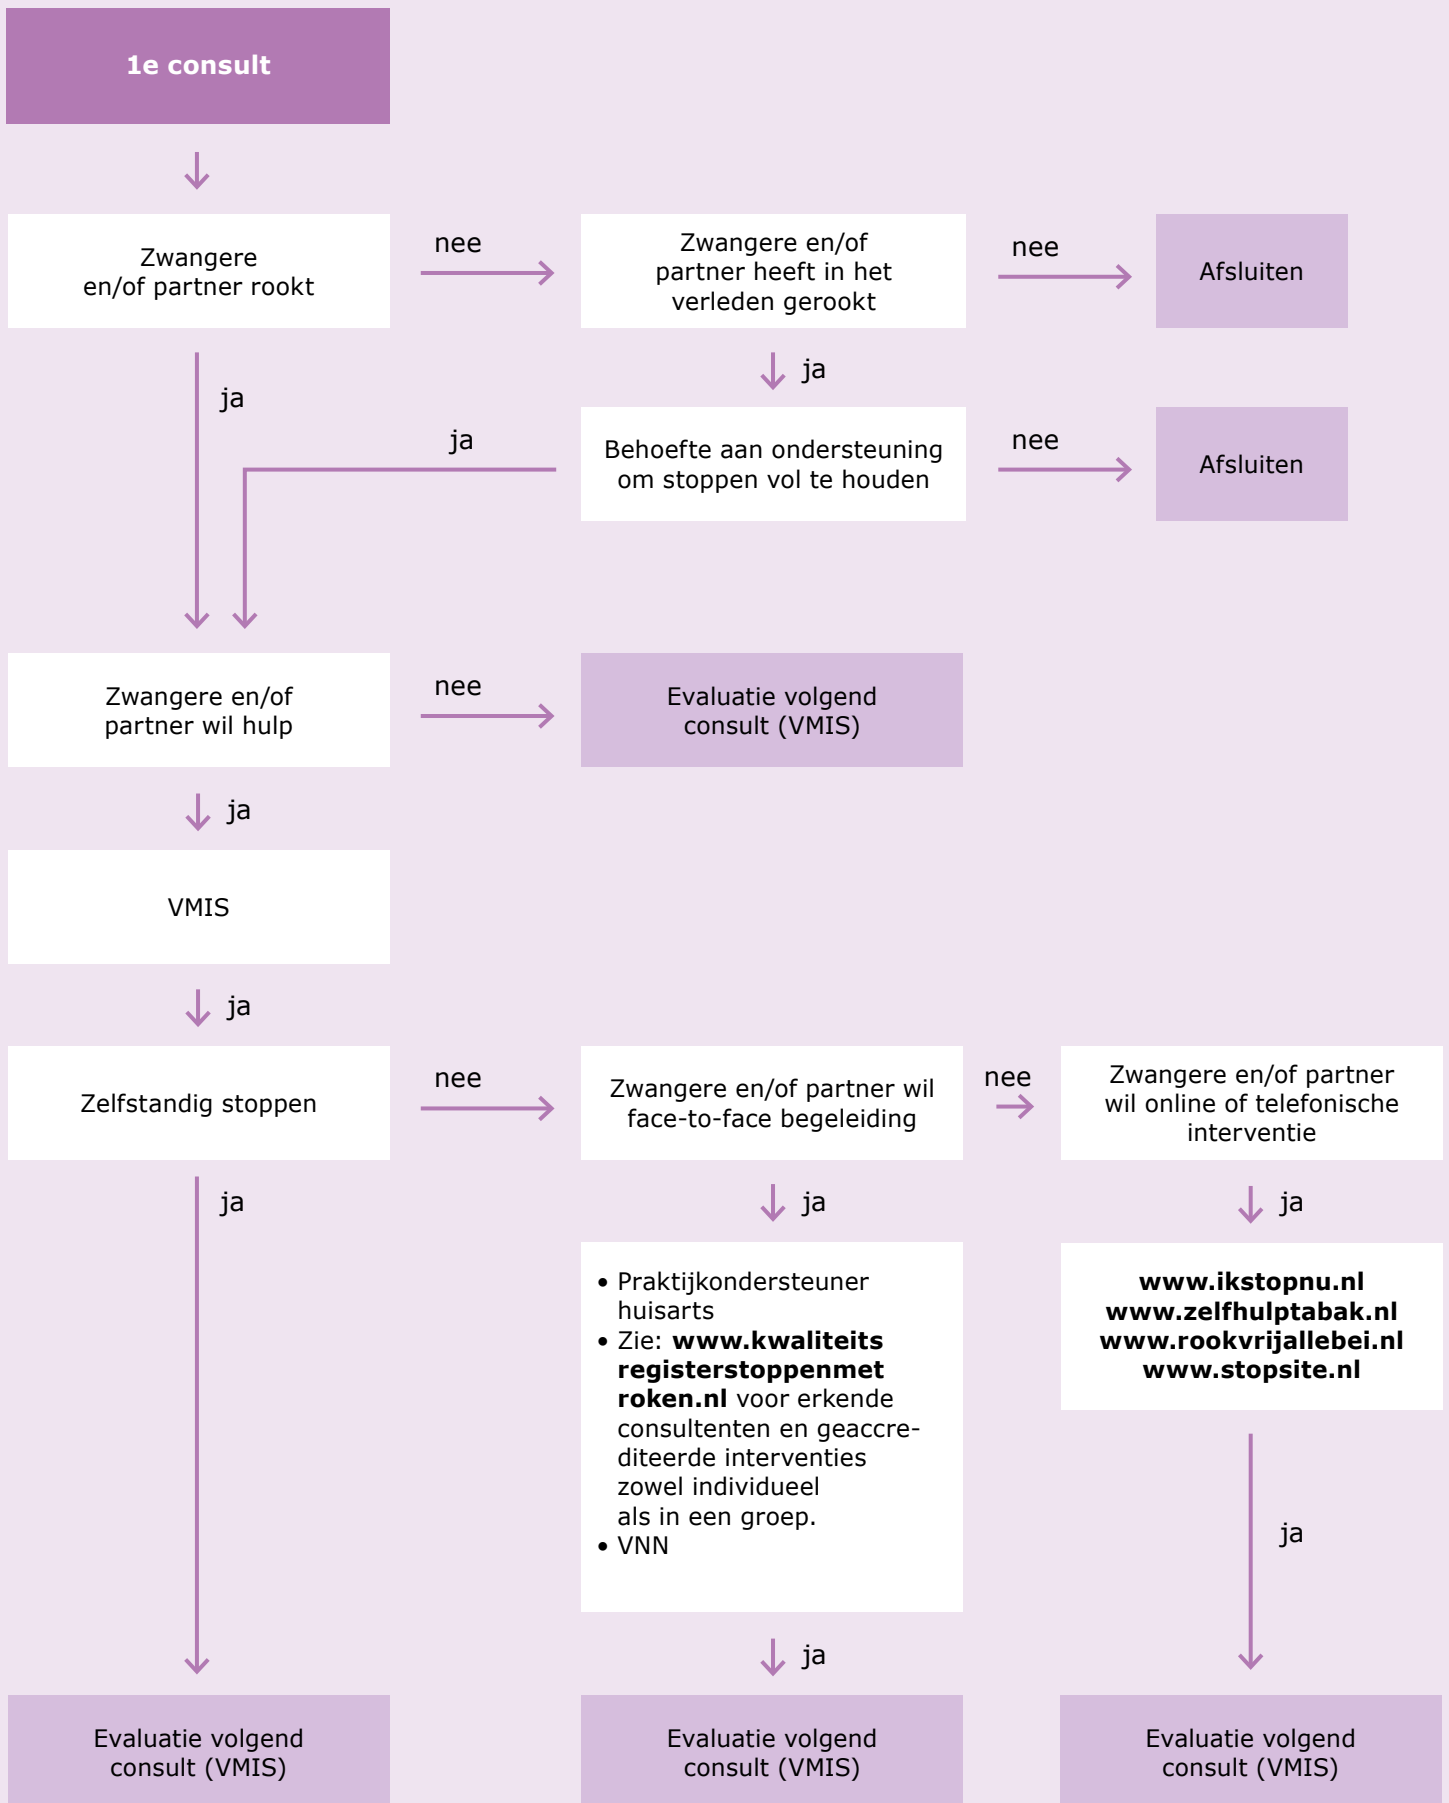 1e consult
Zwangere
en/of partner rookt
nee
Zwangere en/of
partner heeft in het
verleden gerookt
nee
Afsluiten
ja
ja
Behoefte aan ondersteuning
om stoppen vol te houden
ja
nee
Afsluiten
Zwangere en/of
partner wil hulp
nee
Evaluatie volgend
consult (VMIS)
ja
VMIS
ja
Zelfstandig stoppen
nee
Zwangere en/of partner wil
face-to-face begeleiding
nee
Zwangere en/of partner
wil online of telefonische
interventie
ja
ja
ja
• Praktijkondersteuner
huisarts
• Zie: www.kwaliteits
registerstoppenmet
roken.nl voor erkende
consultenten en geaccre-
diteerde interventies
zowel individueel
als in een groep.
• VNN
www.ikstopnu.nl
www.zelfhulptabak.nl
www.rookvrijallebei.nl
www.stopsite.nl
ja
ja
Evaluatie volgend
consult (VMIS)
Evaluatie volgend
consult (VMIS)
Evaluatie volgend
consult (VMIS)